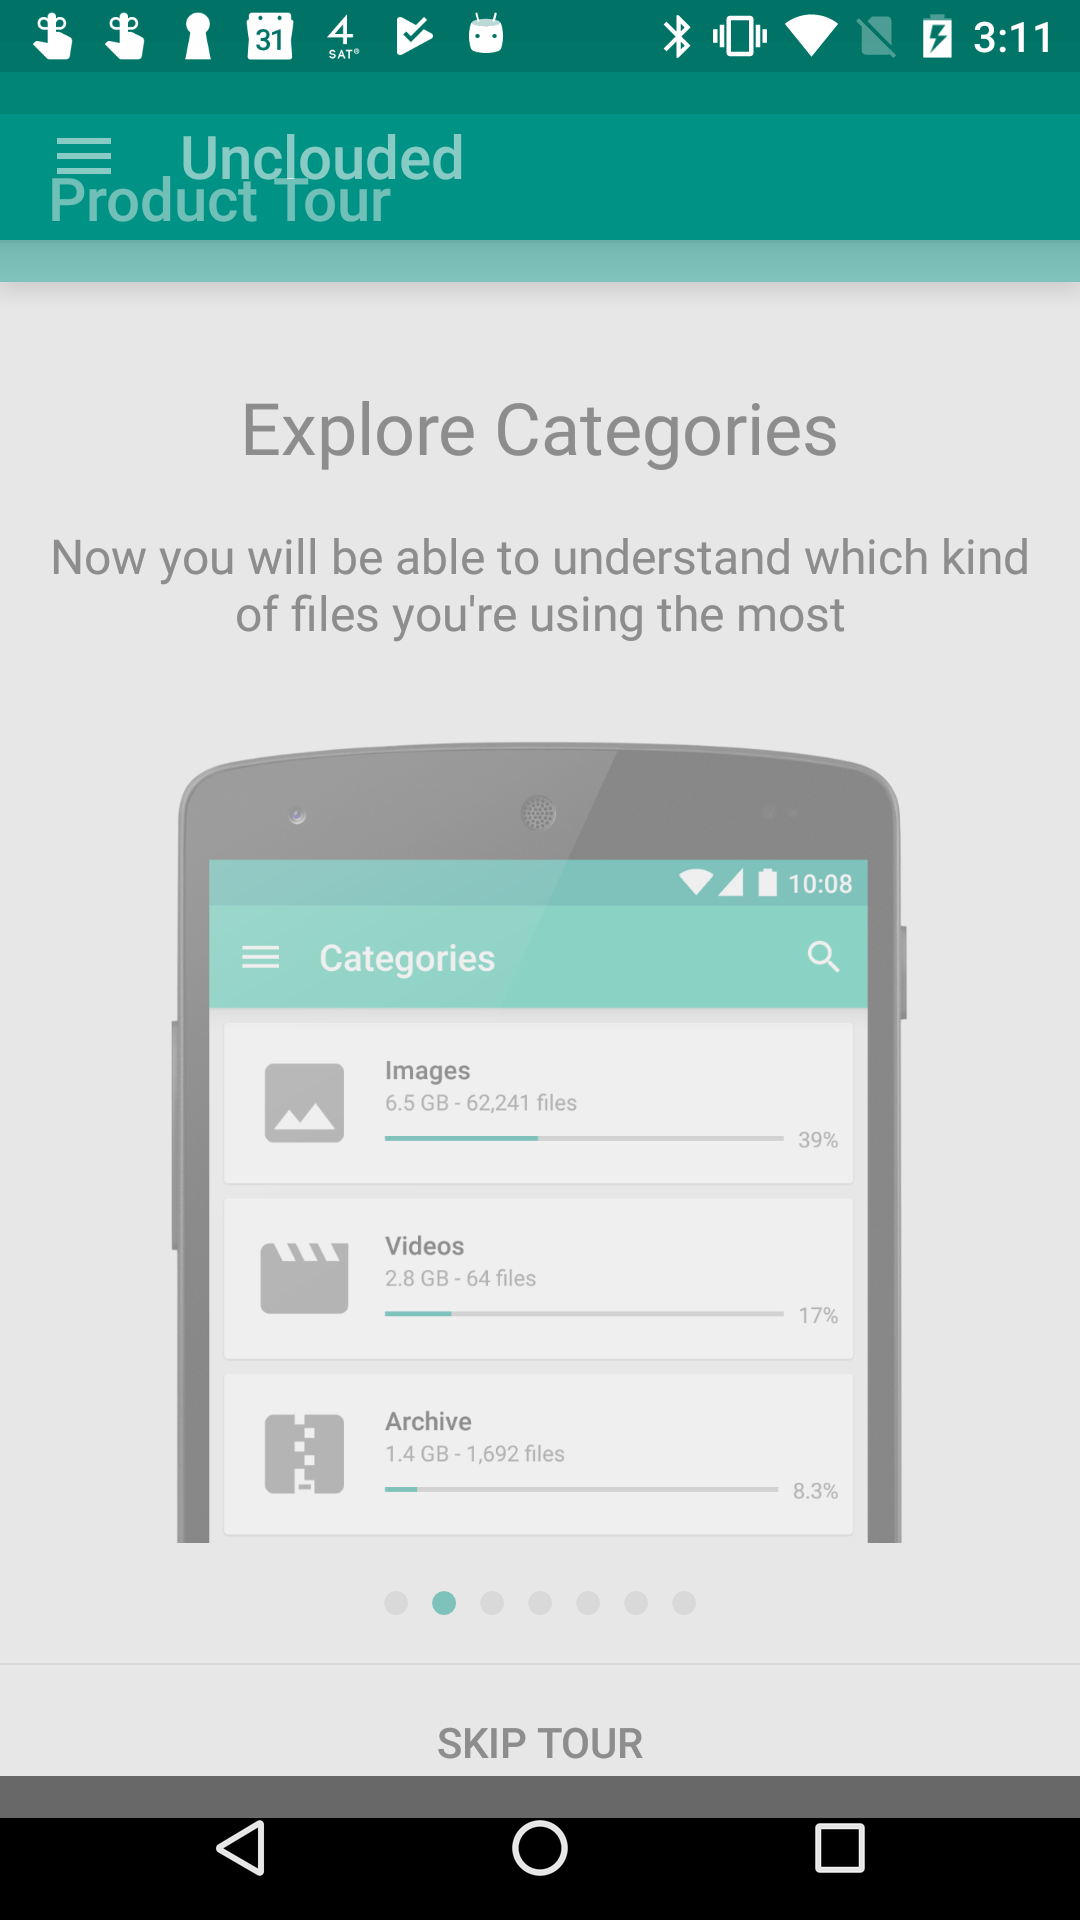 31
4
SAT®
3:11
Unclouded
Product Tour
Explore Categories
Now you will be able to understand which kind
of files you're using the most
10:08
Categories
Images
6.5 GB - 62,241 files
39%
Videos
2.8 GB - 64 files
17%
Archive
1.4 GB - 1,692 files
8.3%
SKIP TOUR